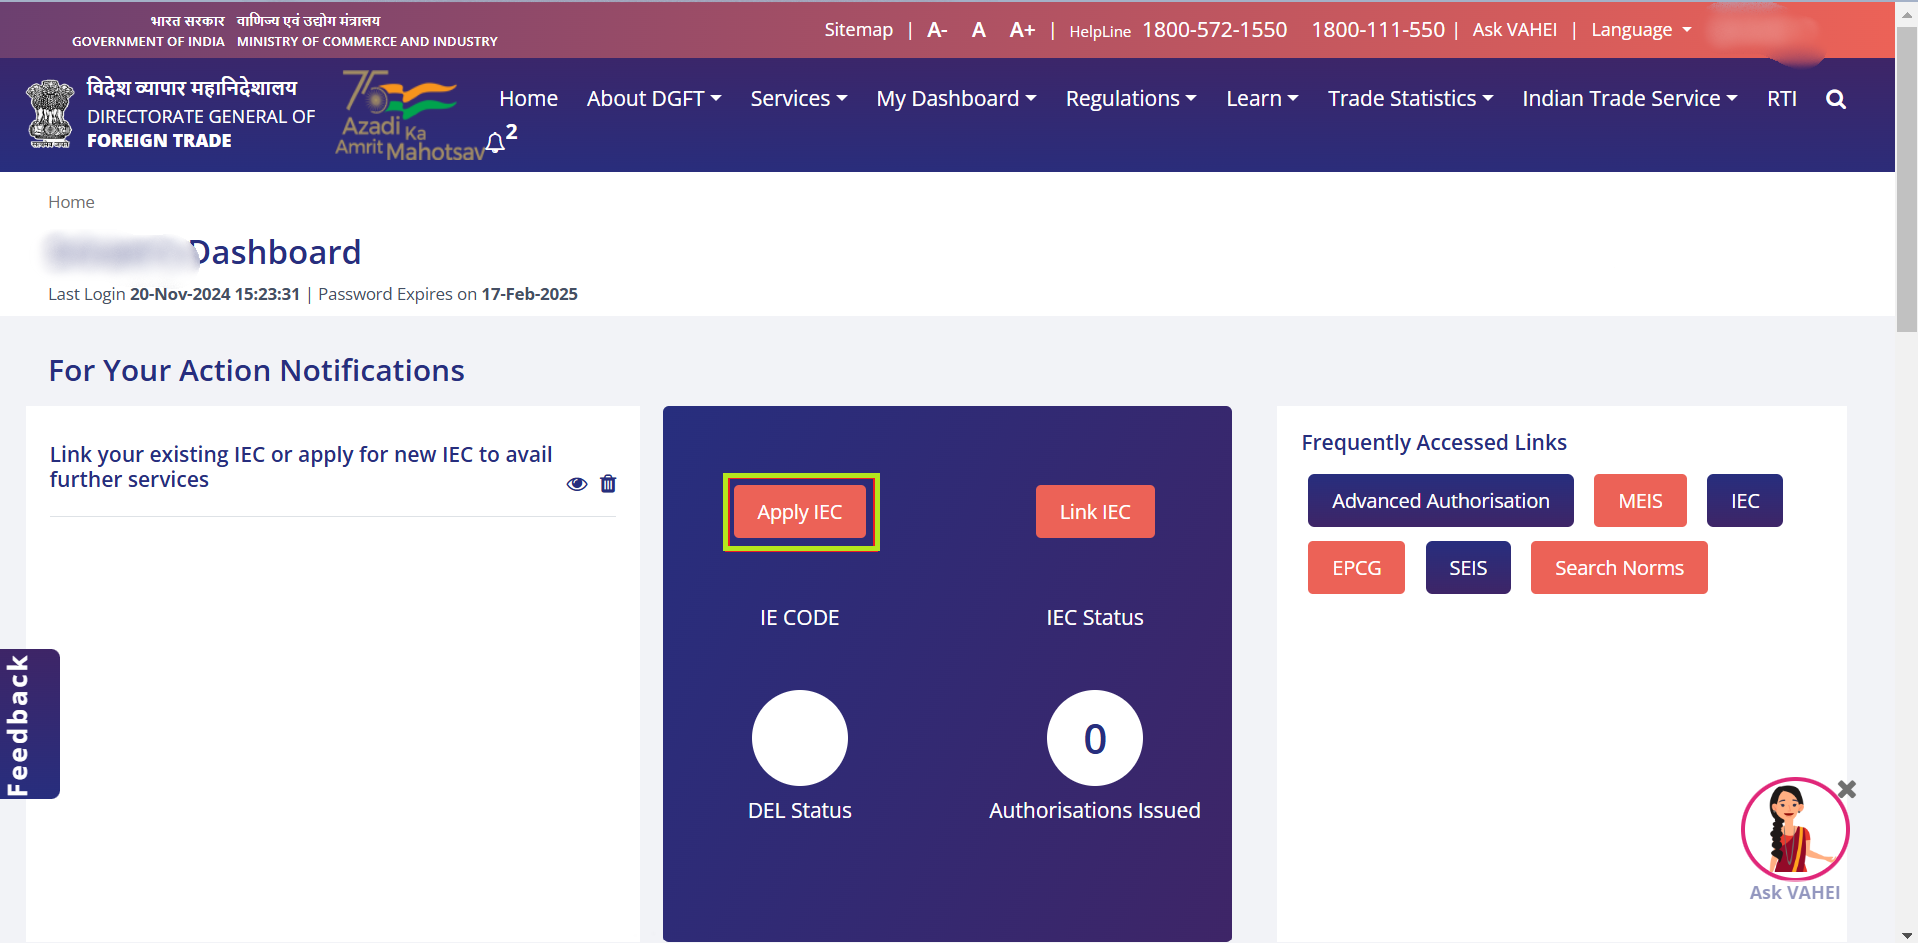 भारत सरकार वाणिज्य एवं उद्योग मंत्रालय
GOVERNMENT OF INDIA MINISTRY OF COMMERCE AND INDUSTRY
Sitemap | A- A A+ | HelpLine 1800-572-1550 1800-111-550 | Ask VAHEI | Language
विदेश व्यापार महानिदेशालय
DIRECTORATE GENERAL OF
FOREIGN TRADE
75
Azadi Ka
Amrit Mahotsav
Home About DGFT Services My Dashboard Regulations Learn Trade Statistics Indian Trade Service RTI
2
Home
Dashboard
Last Login 20-Nov-2024 15:23:31 | Password Expires on 17-Feb-2025
For Your Action Notifications
Link your existing IEC or apply for new IEC to avail
further services
Apply IEC Link IEC
IE CODE IEC Status
0
DEL Status Authorisations Issued
Frequently Accessed Links
Advanced Authorisation MEIS IEC
EPCG SEIS Search Norms
Feedback
Ask VAHEI